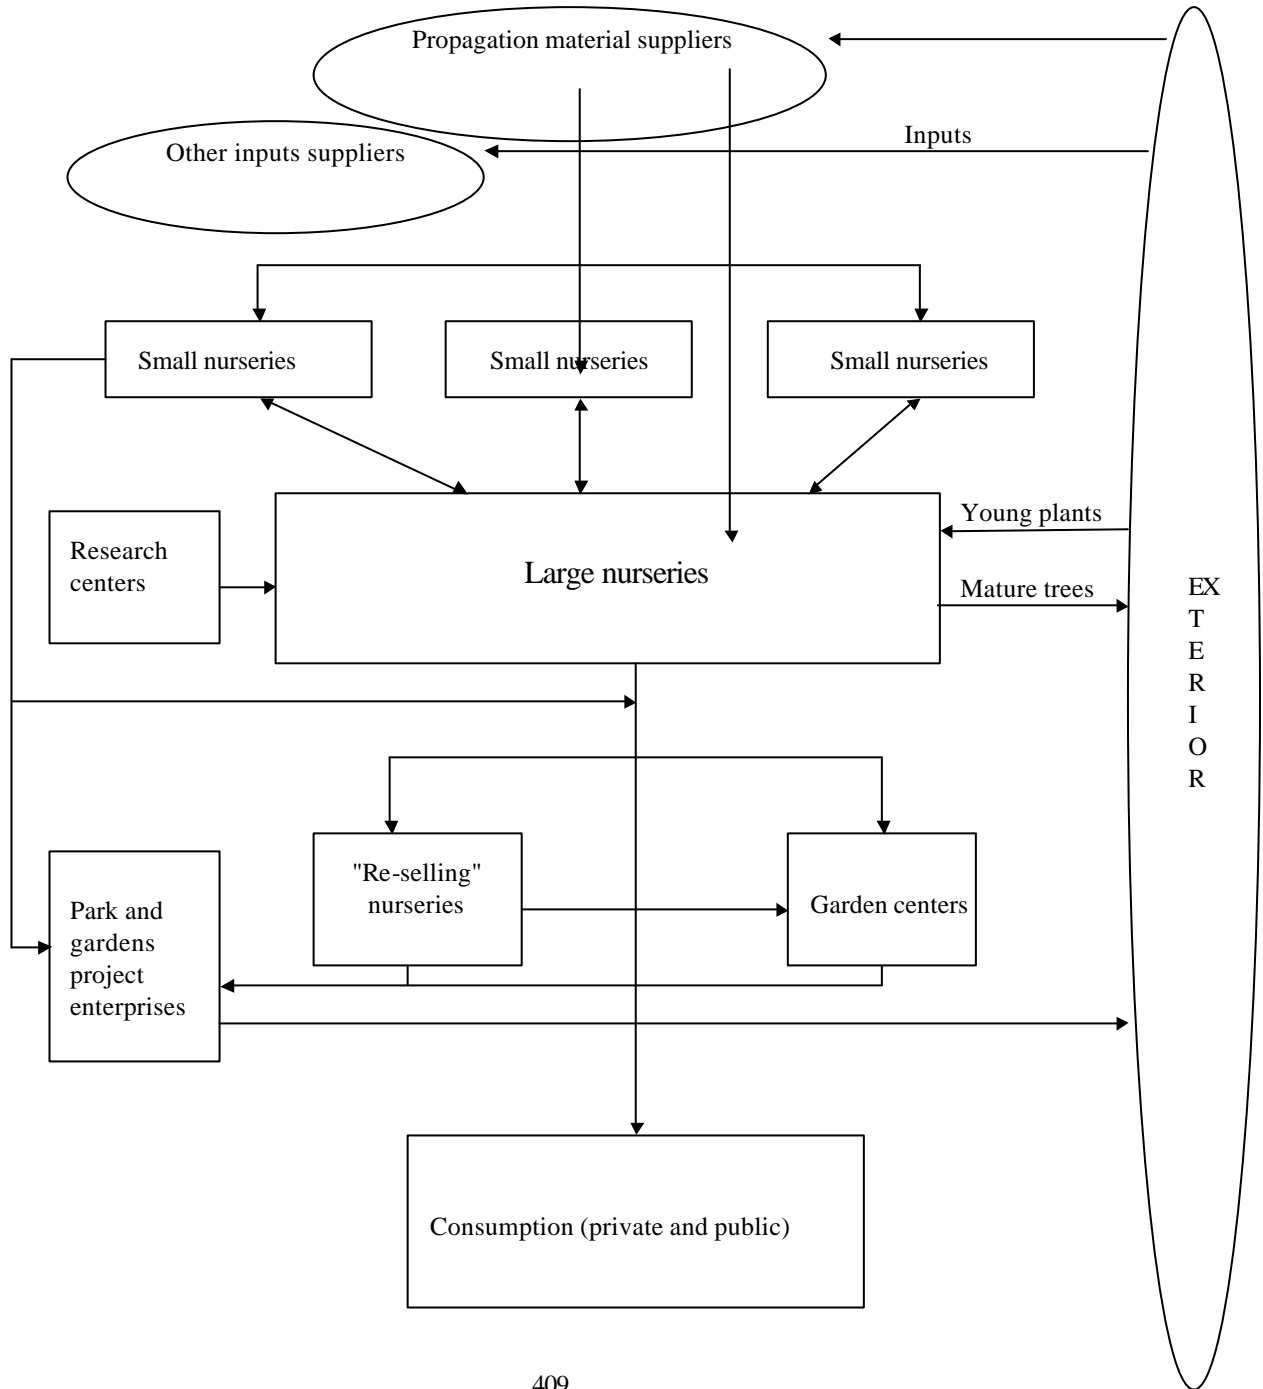 Propagation material suppliers
Inputs
Other inputs suppliers
Small nurseries
Small nurseries
Small nurseries
Young plants
Research
centers
Large nurseries
Mature trees
EX
T
E
R
I
O
R
"Re-selling"
nurseries
Garden centers
Park and
gardens
project
enterprises
Consumption (private and public)
409